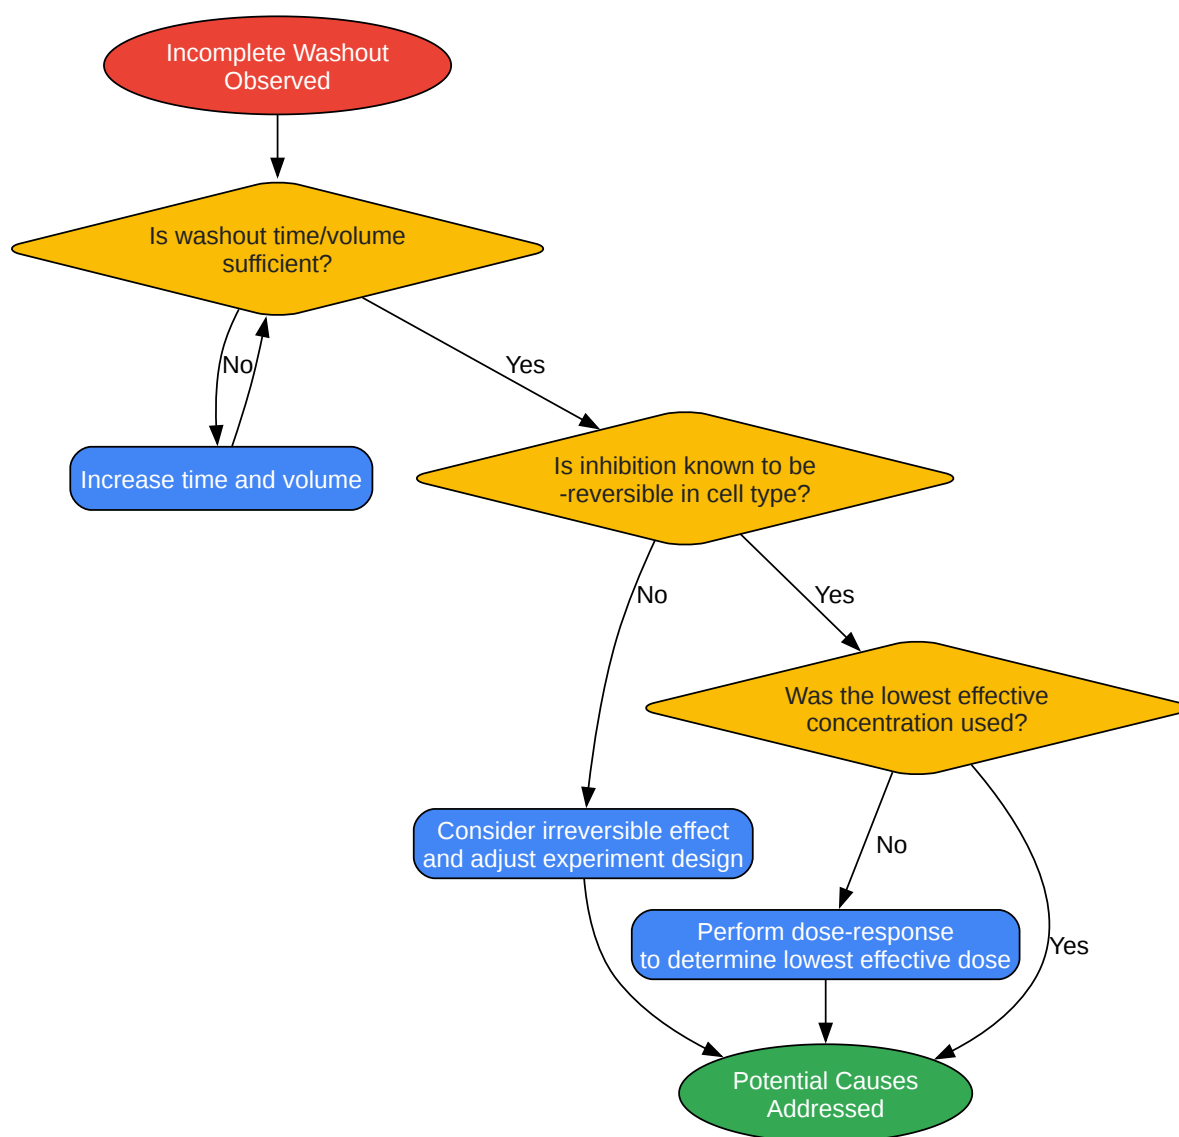 Incomplete Washout
Observed
Is washout time/volume
sufficient?
No
Yes
Increase time and volume
Is inhibition known to be
-reversible in cell type?
No
Yes
Was the lowest effective
concentration used?
Consider irreversible effect
and adjust experiment design
No
Yes
Perform dose-response
to determine lowest effective dose
Potential Causes
Addressed